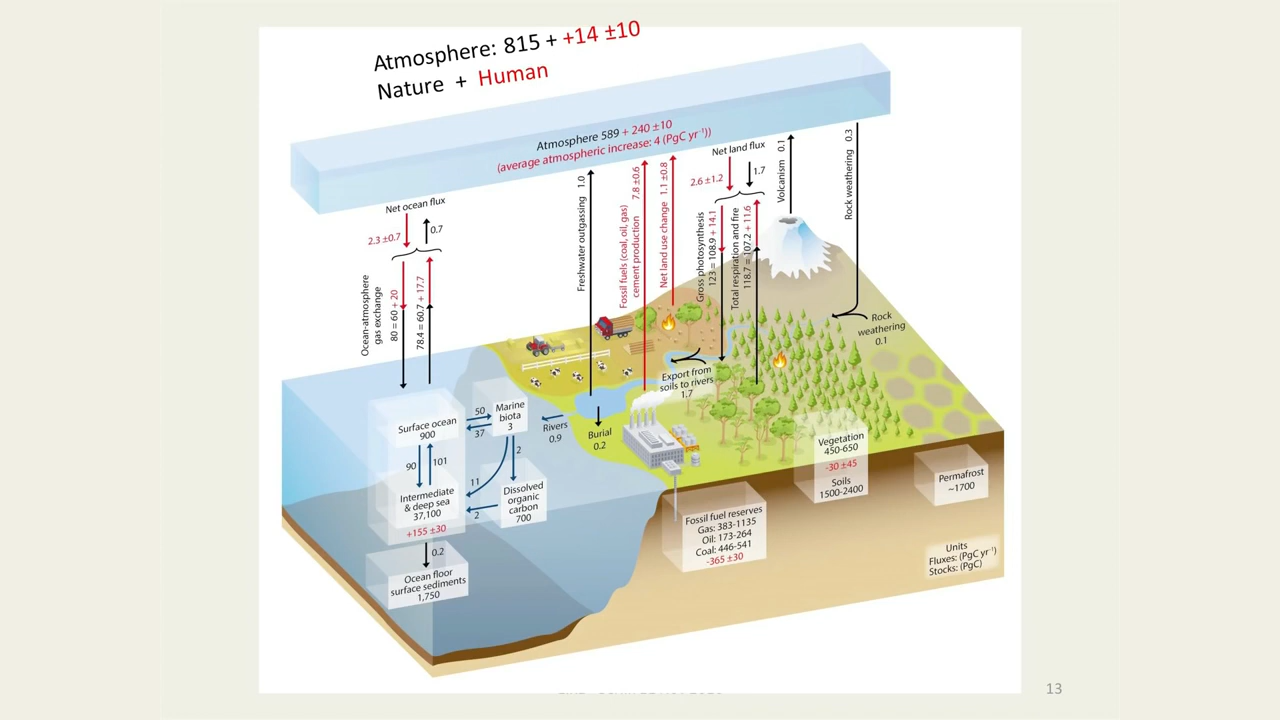 Atmosphere: 815 + +14 ±10
Nature + Human
Atmosphere 589 + 240 ±10
(average atmospheric increase: 4 (PgC yr⁻¹))
Net ocean flux
2.3 ±0.7
0.7
Ocean-atmosphere
gas exchange
80 = 60 + 20
78.4 = 60.7 + 17.7
Freshwater outgassing 1.0
Fossil fuels (coal, oil, gas)
cement production 7.8 ±0.6
Net land use change 1.1 ±0.8
Net land flux
2.6 ±1.2
1.7
Gross photosynthesis
123 = 108.9 + 14.1
Total respiration and fire
118.7 = 107.2 + 11.6
Volcanism 0.1
Rock weathering 0.3
Rock
weathering
0.1
Export from
soils to rivers
1.7
Rivers
0.9
Burial
0.2
Surface ocean
900
50
37
Marine
biota
3
90
101
11
2
Intermediate
& deep sea
37,100
+155 ±30
2
Dissolved
organic
carbon
700
0.2
Ocean floor
surface sediments
1,750
Fossil fuel reserves
Gas: 383-1135
Oil: 173-264
Coal: 446-541
-365 ±30
Vegetation
450-650
-30 ±45
Soils
1500-2400
Permafrost
~1700
Units
Fluxes: (PgC yr⁻¹)
Stocks: (PgC)
13